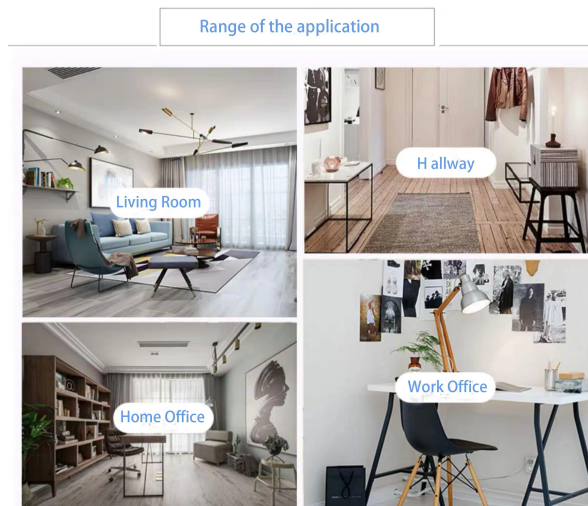 Range of the application
Living Room
H allway
Home Office
Work Office